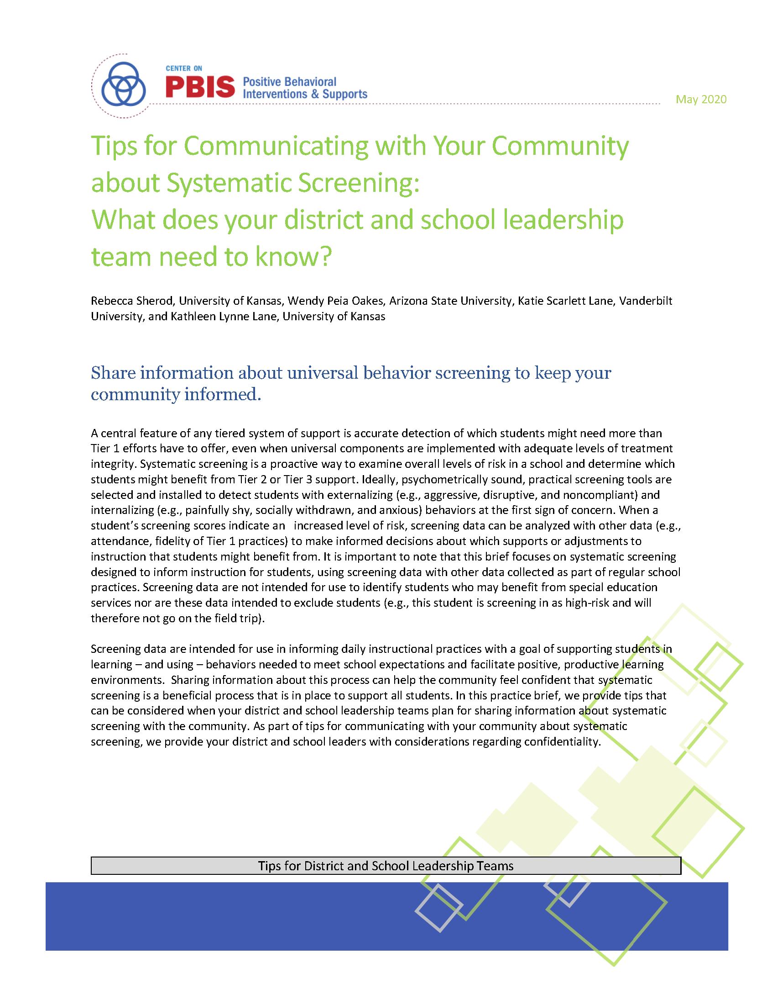 CENTER ON
PBIS Positive Behavioral
Interventions & Supports
May 2020
Tips for Communicating with Your Community
about Systematic Screening:
What does your district and school leadership
team need to know?
Rebecca Sherod, University of Kansas, Wendy Peia Oakes, Arizona State University, Katie Scarlett Lane, Vanderbilt
University, and Kathleen Lynne Lane, University of Kansas
Share information about universal behavior screening to keep your
community informed.
A central feature of any tiered system of support is accurate detection of which students might need more than
Tier 1 efforts have to offer, even when universal components are implemented with adequate levels of treatment
integrity. Systematic screening is a proactive way to examine overall levels of risk in a school and determine which
students might benefit from Tier 2 or Tier 3 support. Ideally, psychometrically sound, practical screening tools are
selected and installed to detect students with externalizing (e.g., aggressive, disruptive, and noncompliant) and
internalizing (e.g., painfully shy, socially withdrawn, and anxious) behaviors at the first sign of concern. When a
student’s screening scores indicate an   increased level of risk, screening data can be analyzed with other data (e.g.,
attendance, fidelity of Tier 1 practices) to make informed decisions about which supports or adjustments to
instruction that students might benefit from. It is important to note that this brief focuses on systematic screening
designed to inform instruction for students, using screening data with other data collected as part of regular school
practices. Screening data are not intended for use to identify students who may benefit from special education
services nor are these data intended to exclude students (e.g., this student is screening in as high-risk and will
therefore not go on the field trip).
Screening data are intended for use in informing daily instructional practices with a goal of supporting students in
learning – and using – behaviors needed to meet school expectations and facilitate positive, productive learning
environments.  Sharing information about this process can help the community feel confident that systematic
screening is a beneficial process that is in place to support all students. In this practice brief, we provide tips that
can be considered when your district and school leadership teams plan for sharing information about systematic
screening with the community. As part of tips for communicating with your community about systematic
screening, we provide your district and school leaders with considerations regarding confidentiality.
Tips for District and School Leadership Teams